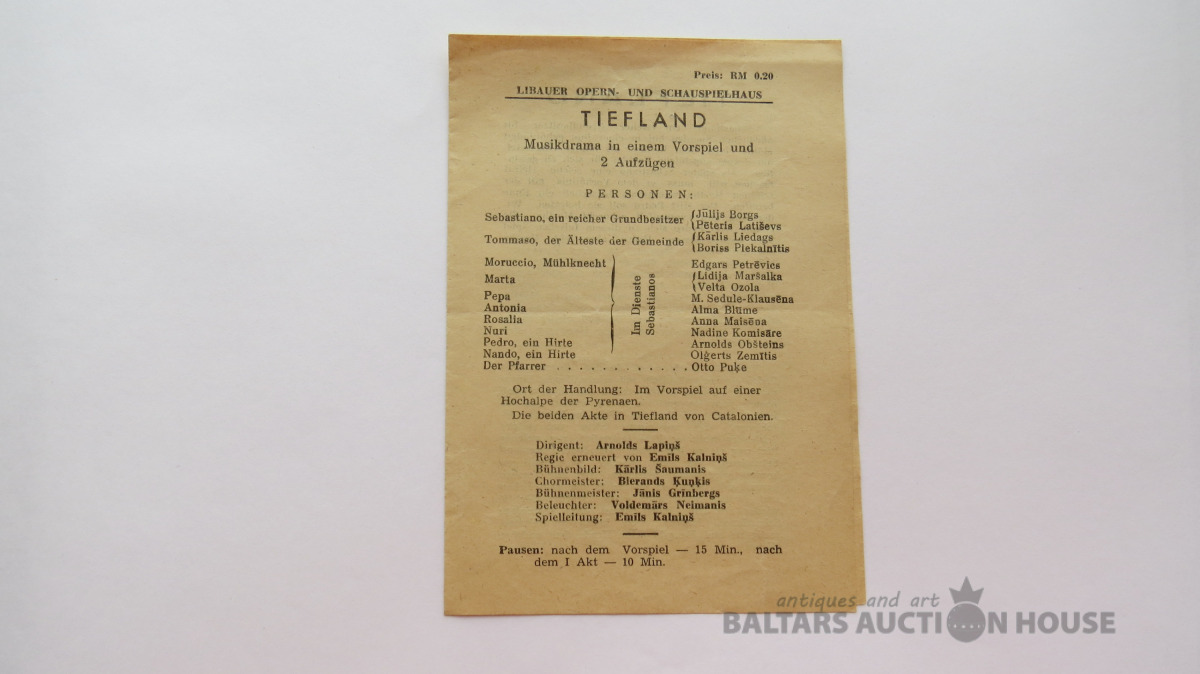 Preis: RM 0.20
LIBAUER OPERN- UND SCHAUSPIELHAUS
TIEFLAND
Musikdrama in einem Vorspiel und
2 Aufzügen
PERSONEN:
Sebastiano, ein reicher Grundbesitzer { Jūlijs Borgs
Pēteris Latiševs
Tommaso, der Älteste der Gemeinde { Kārlis Liedags
Boriss Piekalnītis
Moruccio, Mühlknecht Edgars Petrēvics
Marta { Lidija Maršalka
Velta Ozola
Pepa M. Sedule-Klausēna
Antonia Alma Blūme
Rosalia Anna Maisēna
Nuri Nadine Komisāre
Pedro, ein Hirte Arnolds Obšteins
Nando, ein Hirte Oļģerts Zemītis
Im Dienste
Sebastianos
Der Pfarrer . . . . . . . . . . . . Otto Puķe
Ort der Handlung: Im Vorspiel auf einer
Hochalpe der Pyrenaen.
Die beiden Akte in Tiefland von Catalonien.
Dirigent: Arnolds Lapiņš
Regie erneuert von Emīls Kalniņš
Bühnenbild: Kārlis Šaumanis
Chormeister: Bierands Ķuņķis
Bühnenmeister: Jānis Grīnbergs
Beleuchter: Voldemārs Neimanis
Spielleitung: Emīls Kalniņš
Pausen: nach dem Vorspiel — 15 Min., nach
dem I Akt — 10 Min.
antiques and art
BALTARS AUCTION HOUSE